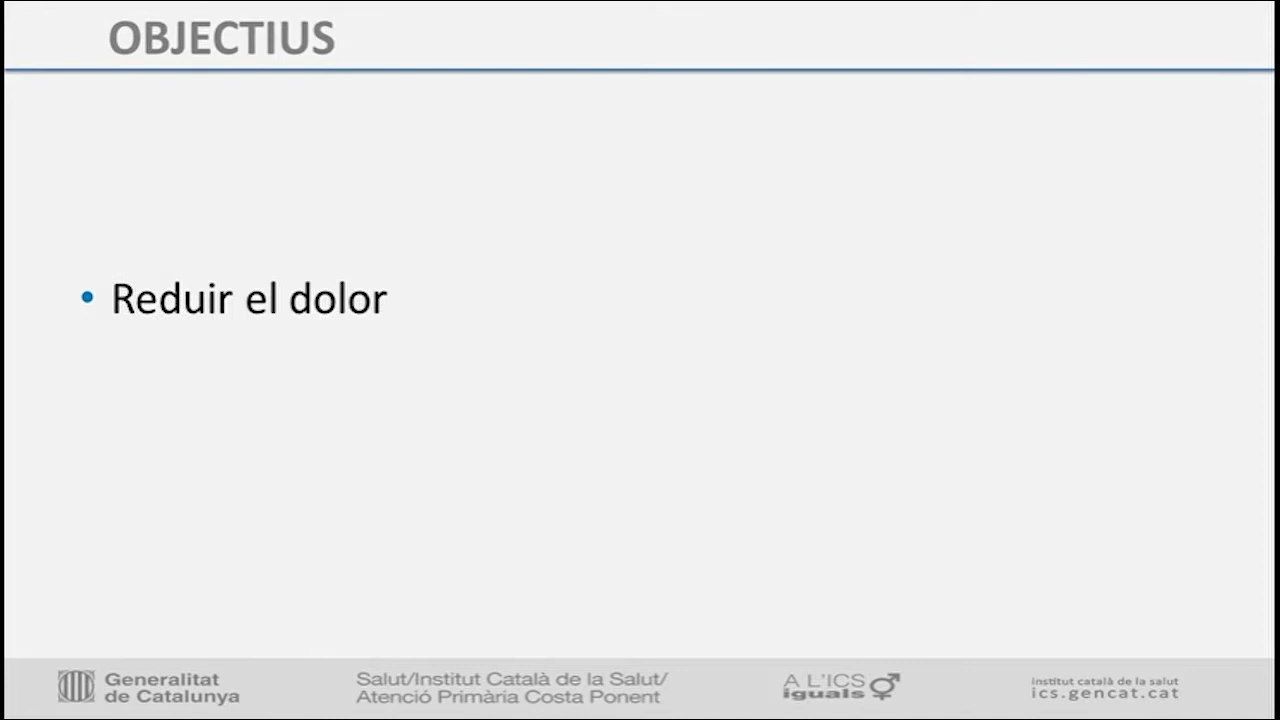 OBJECTIUS
• Reduir el dolor
Generalitat
de Catalunya
Salut/Institut Català de la Salut/
Atenció Primària Costa Ponent
A L'ICS
iguals
institut català de la salut
ics.gencat.cat